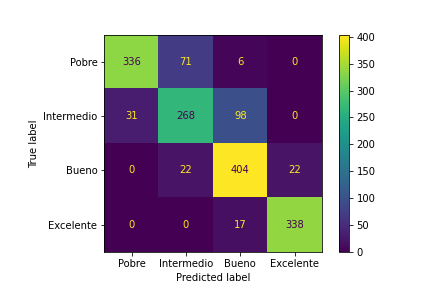 Pobre 336 71 6 0
Intermedio 31 268 98 0
Bueno 0 22 404 22
Excelente 0 0 17 338
Pobre Intermedio Bueno Excelente
Predicted label
True label
400
350
300
250
200
150
100
50
0